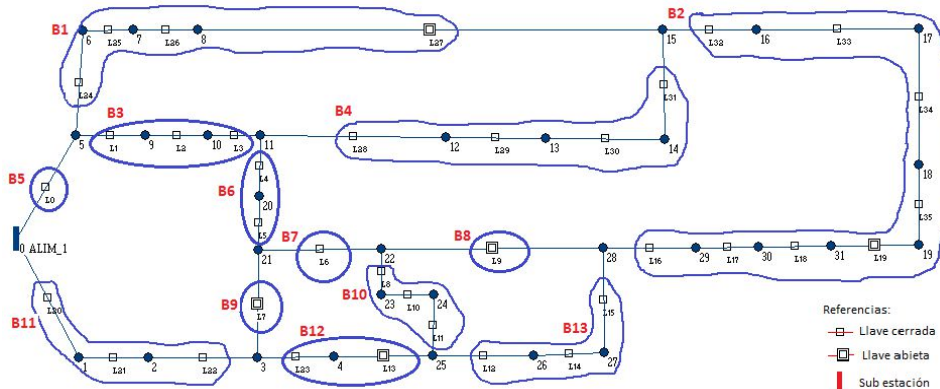 B1
6
L25
7
L26
8
L27
15
B2
L32
16
L33
17
L24
B3
B4
L31
L34
5
L1
9
L2
10
L3
11
L28
12
L29
13
L30
14
B5
L0
B6
L4
20
L5
18
L35
0 ALIM_1
21
B7
L6
22
B8
L9
28
L16
29
L17
30
L18
31
L19
19
L20
B11
B9
L7
B10
L8
23
L10
24
L11
B13
L15
1
L21
2
L22
3
B12
L23
4
L13
25
L12
26
L14
27
Referencias:
Llave cerrada
Llave abieta
Sub estación